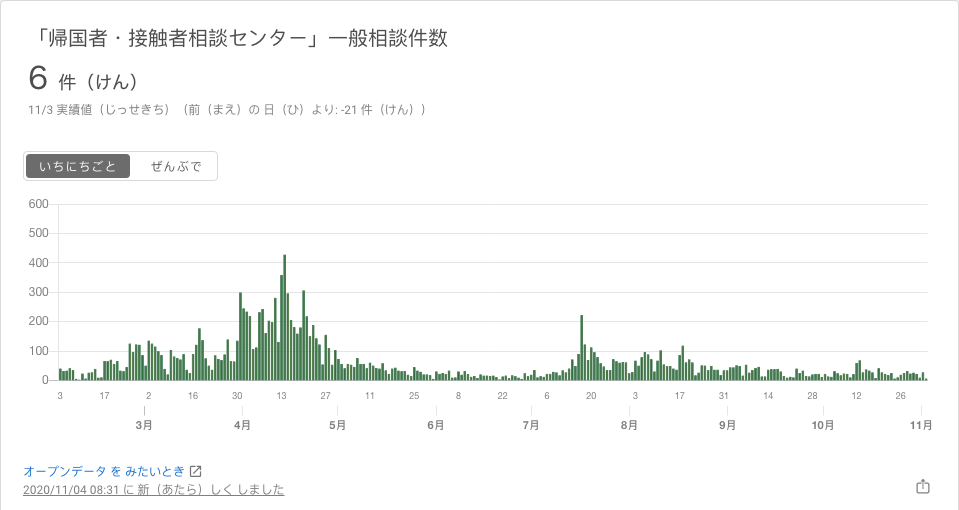 「帰国者・接触者相談センター」一般相談件数
6 件（けん）
11/3 実績値（じっせきち）（前（まえ）の 日（ひ）より: -21 件（けん））
いちにちごと ぜんぶで
600
500
400
300
200
100
0
3 17 2 16 30 13 27 11 25 8 22 6 20 3 17 31 14 28 12 26
3月 4月 5月 6月 7月 8月 9月 10月 11月
オープンデータ を みたいとき
2020/11/04 08:31 に 新（あたら）しく しました